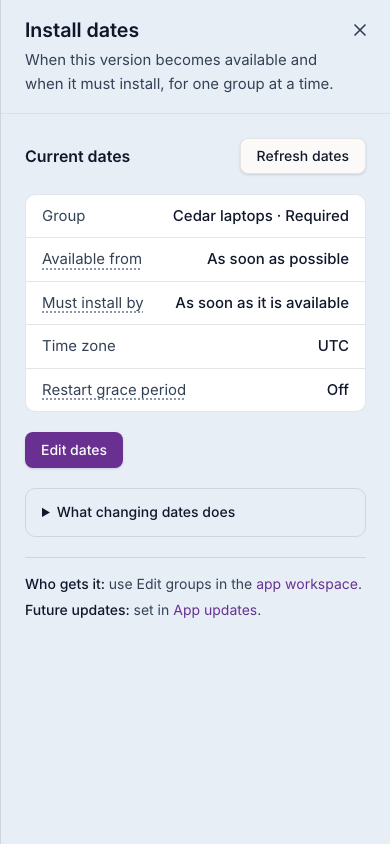 Install dates
When this version becomes available and
when it must install, for one group at a time.
Current dates
Refresh dates
Group Cedar laptops · Required
Available from As soon as possible
Must install by As soon as it is available
Time zone UTC
Restart grace period Off
Edit dates
What changing dates does
Who gets it: use Edit groups in the app workspace.
Future updates: set in App updates.